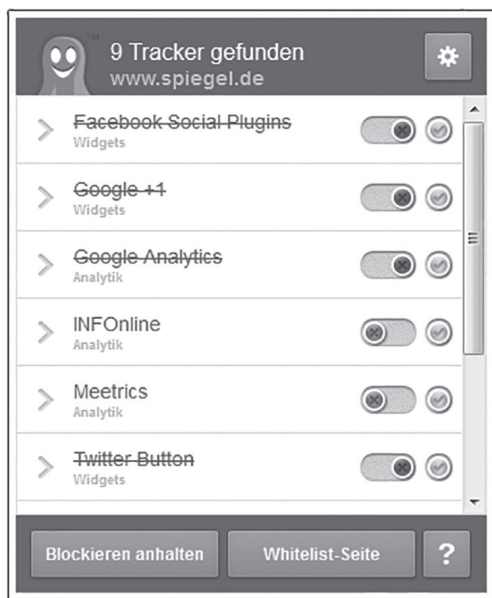 9 Tracker gefunden
www.spiegel.de
Facebook Social Plugins
Widgets
Google +1
Widgets
Google Analytics
Analytik
INFOnline
Analytik
Meetrics
Analytik
Twitter Button
Widgets
Blockieren anhalten
Whitelist-Seite
?